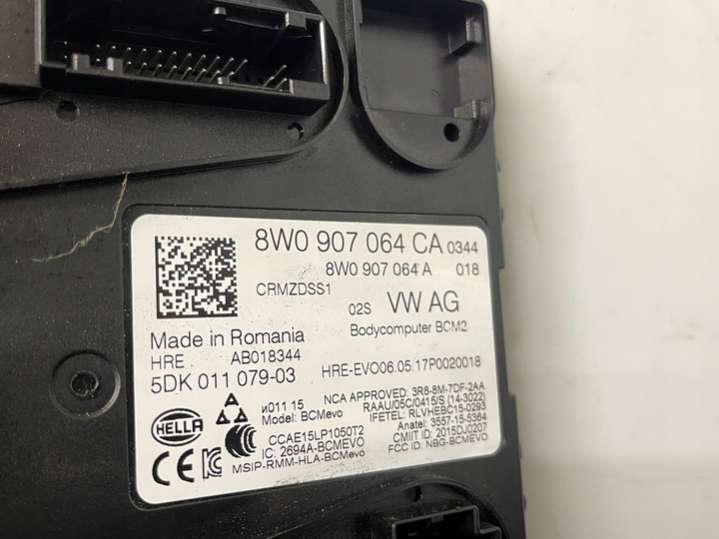 8W0 907 064 CA 0344
8W0 907 064 A 018
CRMZDSS1
02S VW AG
Bodycomputer BCM2
Made in Romania
HRE AB018344
5DK 011 079-03
HRE-EVO06.05.17P0020018
HELLA
И011 15
Model: BCMevo
CCAE15LP1050T2
IC: 2694A-BCMEVO
MSIP-RMM-HLA-BCMevo
NCA APPROVED: 3R8-8M-7DF-2AA
RAAU/05C/0415/S (14-3022)
IFETEL: RLVHEBC15-0293
Anatel: 3557-15-5364
CMIIT ID: 2015DJ0207
FCC ID: NBG-BCMEVO
CE